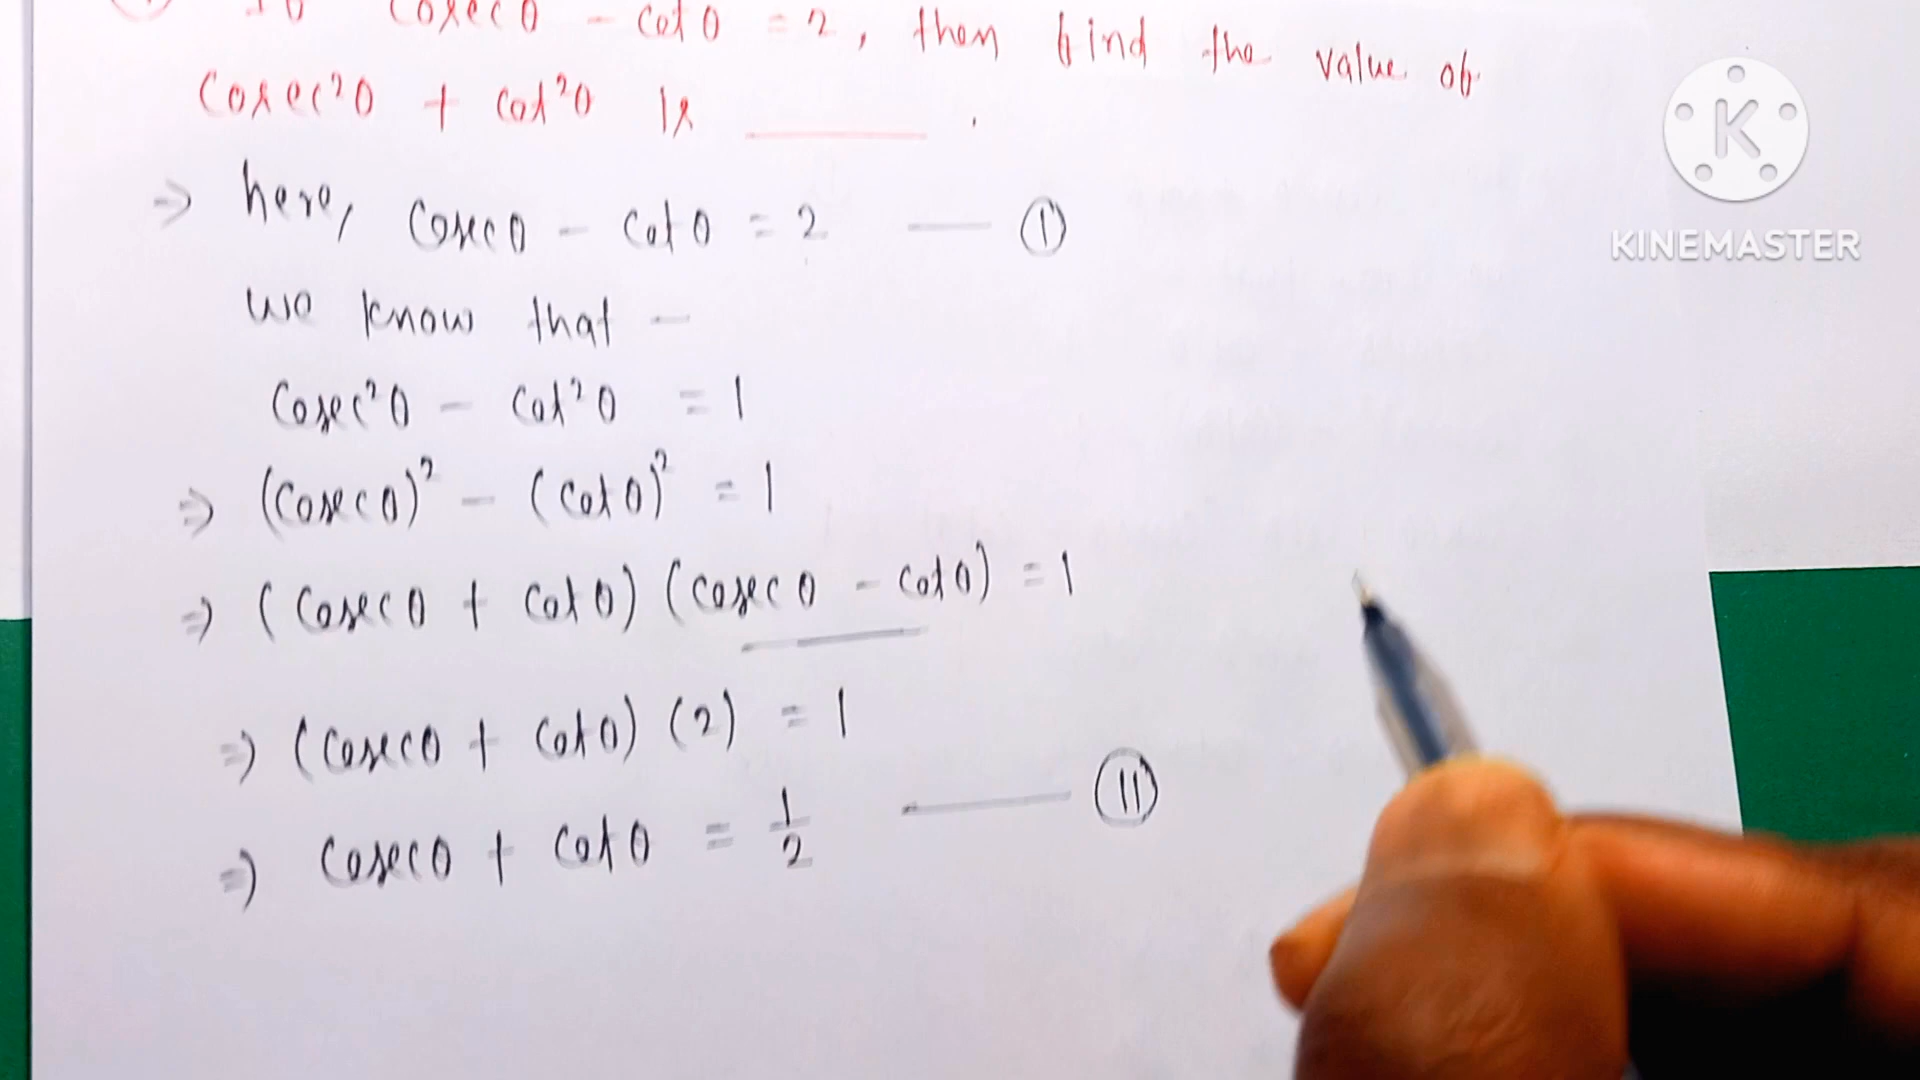 If cosecθ - cotθ = 2, then find the value of
cosec²θ + cot²θ is ______ .
⇒ here, cosecθ - cotθ = 2 —— (I)
we know that -
cosec²θ - cot²θ = 1
⇒ (cosecθ)² - (cotθ)² = 1
⇒ (cosecθ + cotθ) (cosecθ - cotθ) = 1
⇒ (cosecθ + cotθ) (2) = 1
⇒ cosecθ + cotθ = 1/2 —— (II)
K
KINEMASTER